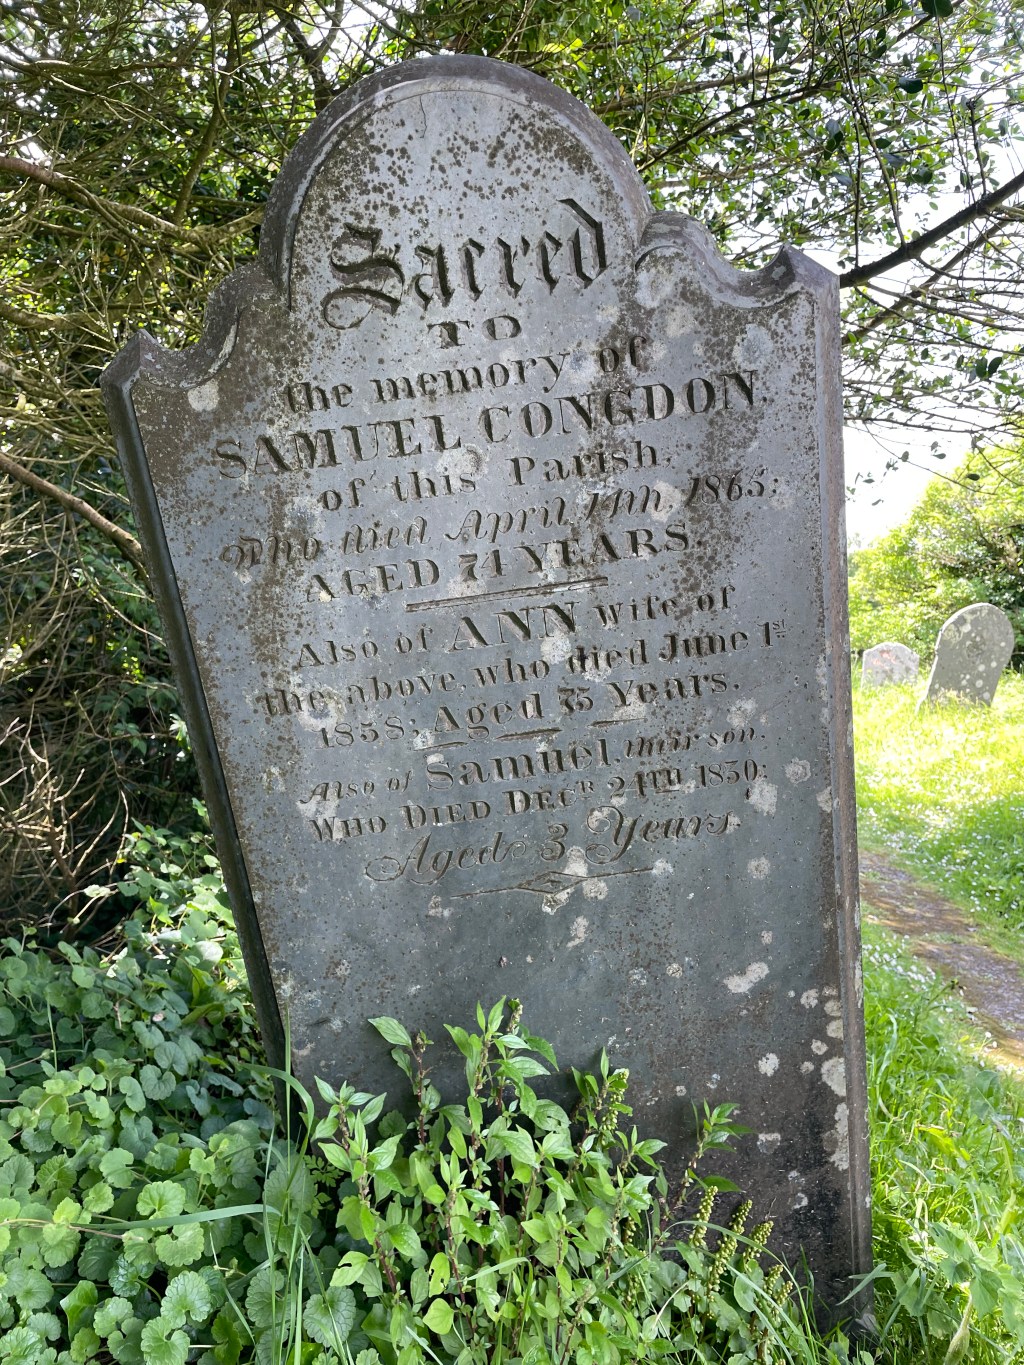 Sacred
TO
the memory of
SAMUEL CONGDON.
of this Parish.
Who died April 14th, 1865;
AGED 74 YEARS.
Also of ANN wife of
the above, who died June 1st
1858; Aged 75 Years.
Also of Samuel, their son.
WHO DIED DECR 24TH 1830;
Aged 3 Years.